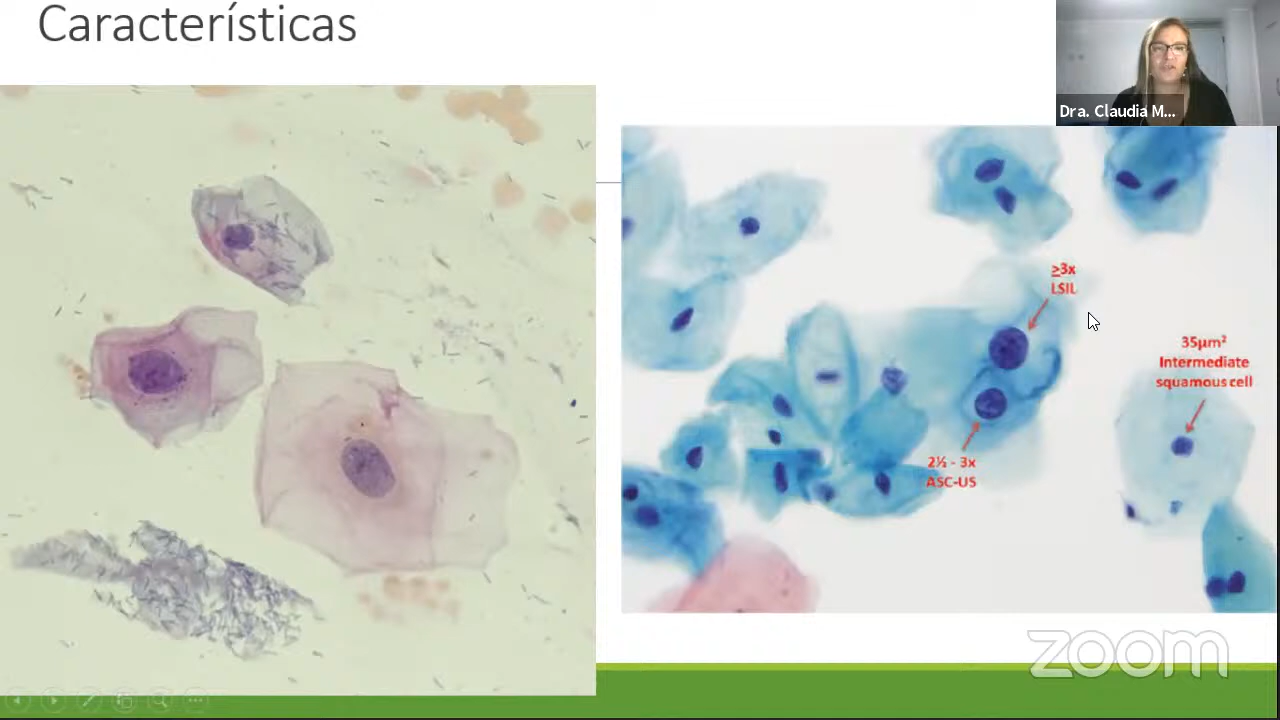 Características
Dra. Claudia M...
≥3x
LSIL
35µm²
Intermediate
squamous cell
2½ - 3x
ASC-US
zoom